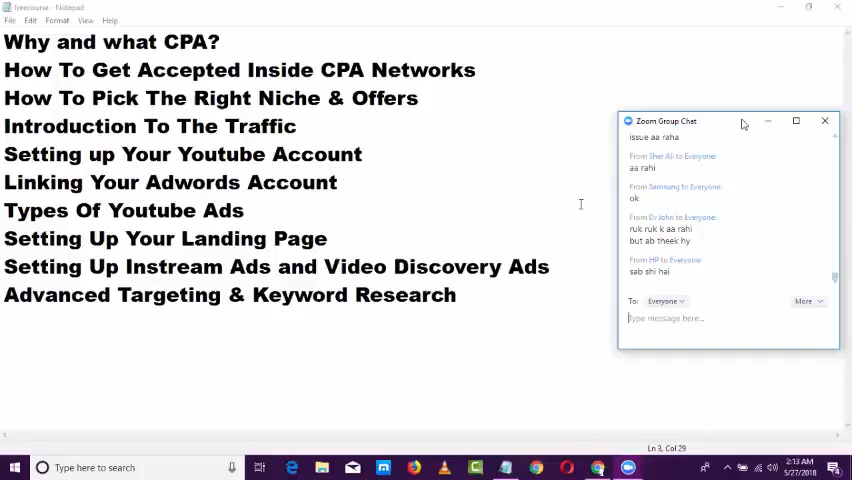 freecourse - Notepad
File Edit Format View Help
Why and what CPA?
How To Get Accepted Inside CPA Networks
How To Pick The Right Niche & Offers
Introduction To The Traffic
Setting up Your Youtube Account
Linking Your Adwords Account
Types Of Youtube Ads
Setting Up Your Landing Page
Setting Up Instream Ads and Video Discovery Ads
Advanced Targeting & Keyword Research
Zoom Group Chat
issue aa raha
From Sher Ali to Everyone:
aa rahi
From Samsung to Everyone:
ok
From Dr John to Everyone:
ruk ruk k aa rahi
but ab theek hy
From HP to Everyone:
sab shi hai
To: Everyone More
Type message here...
Ln 3, Col 29
Type here to search
2:13 AM
5/27/2018